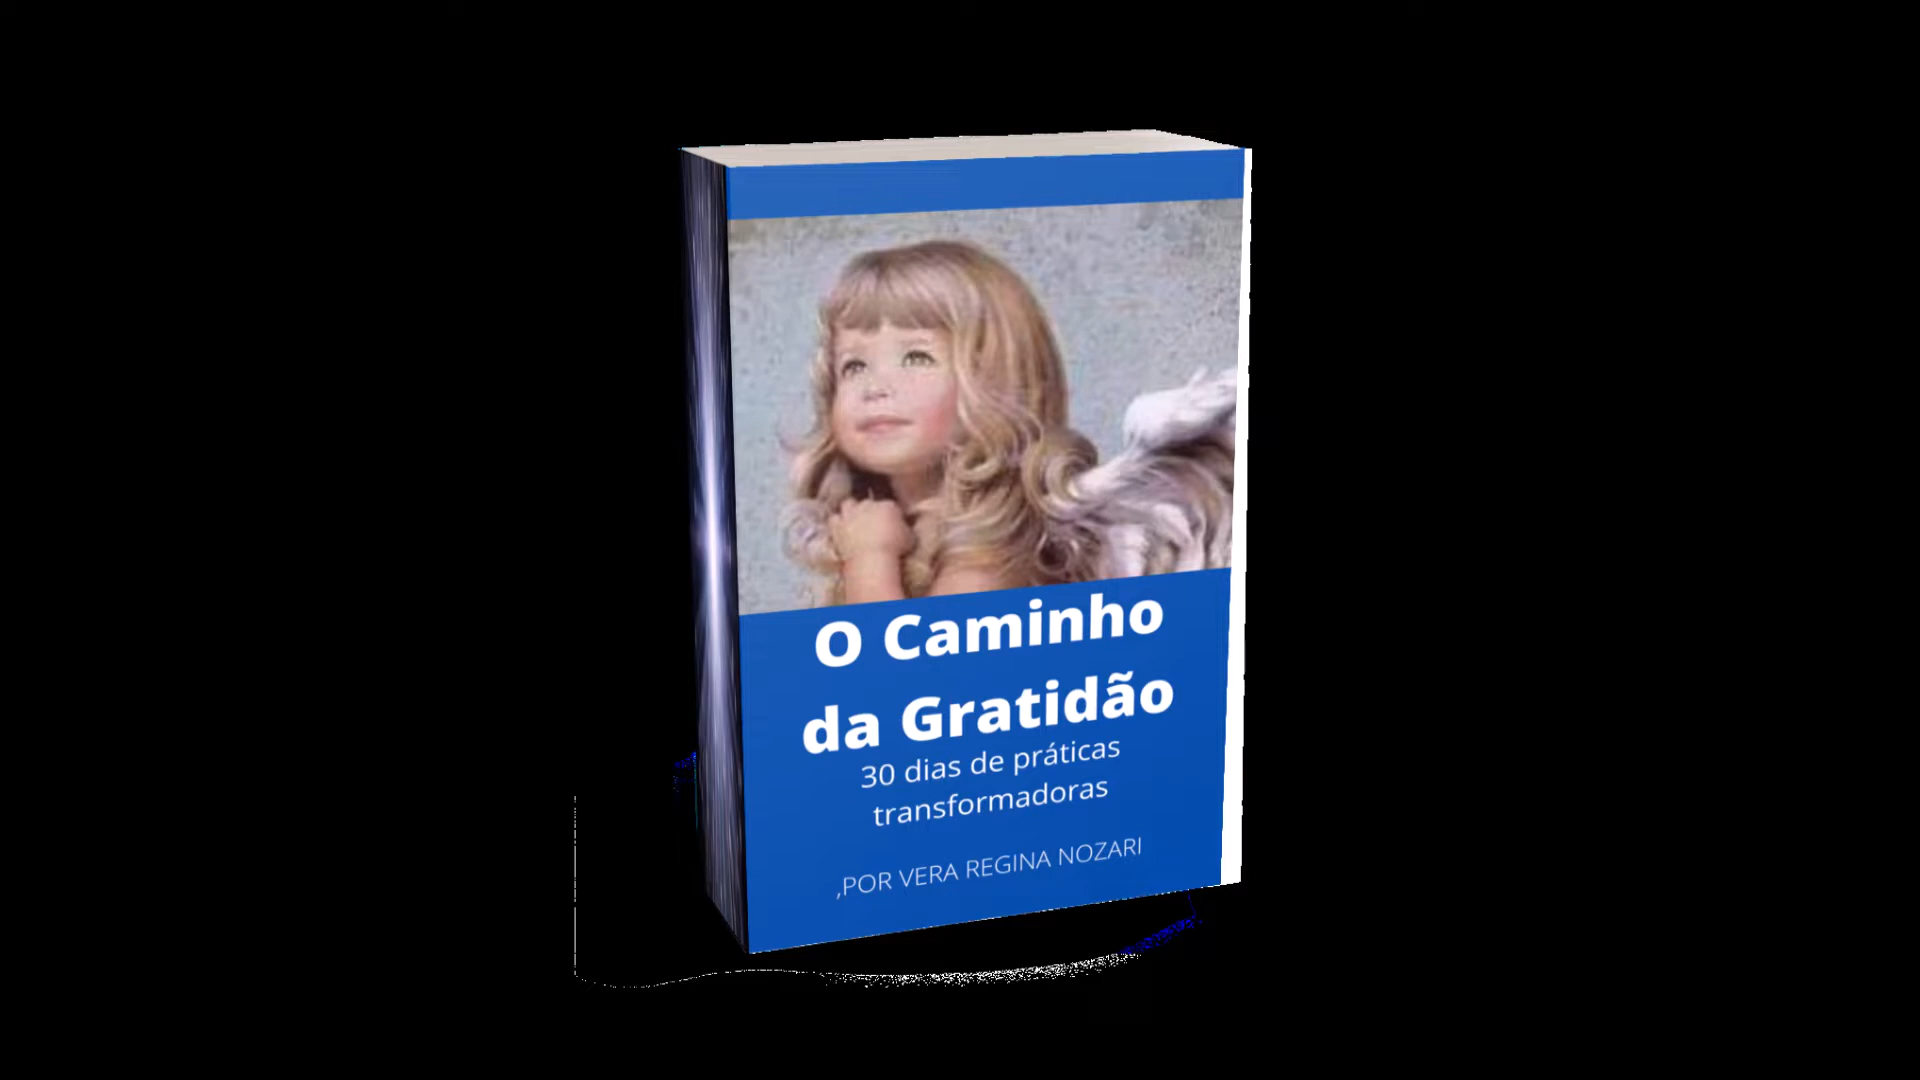 O Caminho
da Gratidão
30 dias de práticas
transformadoras
,POR VERA REGINA NOZARI